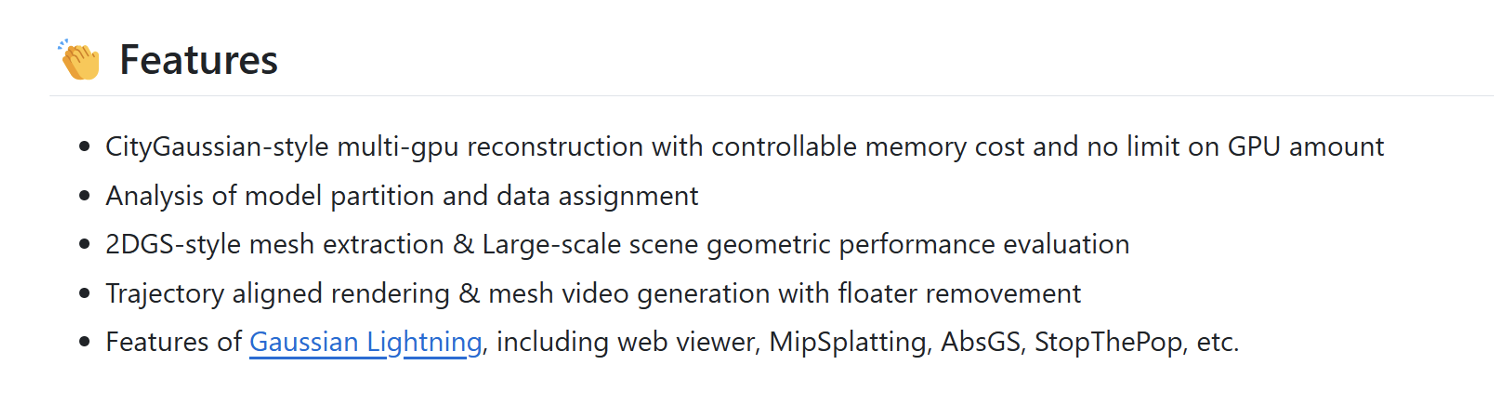 👏 Features
• CityGaussian-style multi-gpu reconstruction with controllable memory cost and no limit on GPU amount
• Analysis of model partition and data assignment
• 2DGS-style mesh extraction & Large-scale scene geometric performance evaluation
• Trajectory aligned rendering & mesh video generation with floater removement
• Features of Gaussian Lightning, including web viewer, MipSplatting, AbsGS, StopThePop, etc.